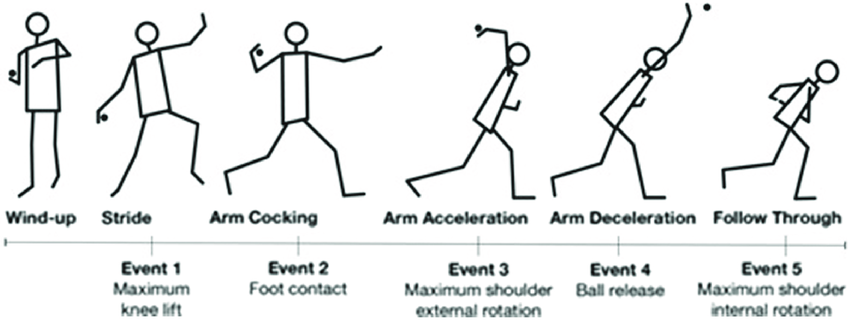 Wind-up Stride Arm Cocking Arm Acceleration Arm Deceleration Follow Through
Event 1 Event 2 Event 3 Event 4 Event 5
Maximum Foot contact Maximum shoulder Ball release Maximum shoulder
knee lift external rotation internal rotation